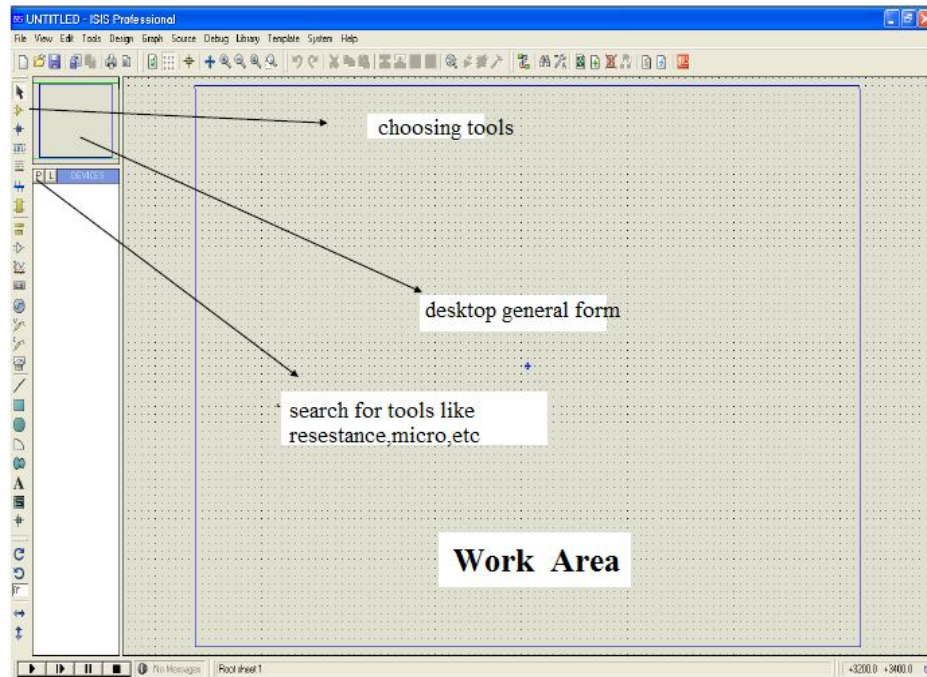 UNTITLED - ISIS Professional
File View Edit Tools Design Graph Source Debug Library Template System Help
choosing tools
P L DEVICES
desktop general form
search for tools like
resestance,micro,etc
A
Work Area
No Messages Root sheet 1 +3200.0 +3400.0